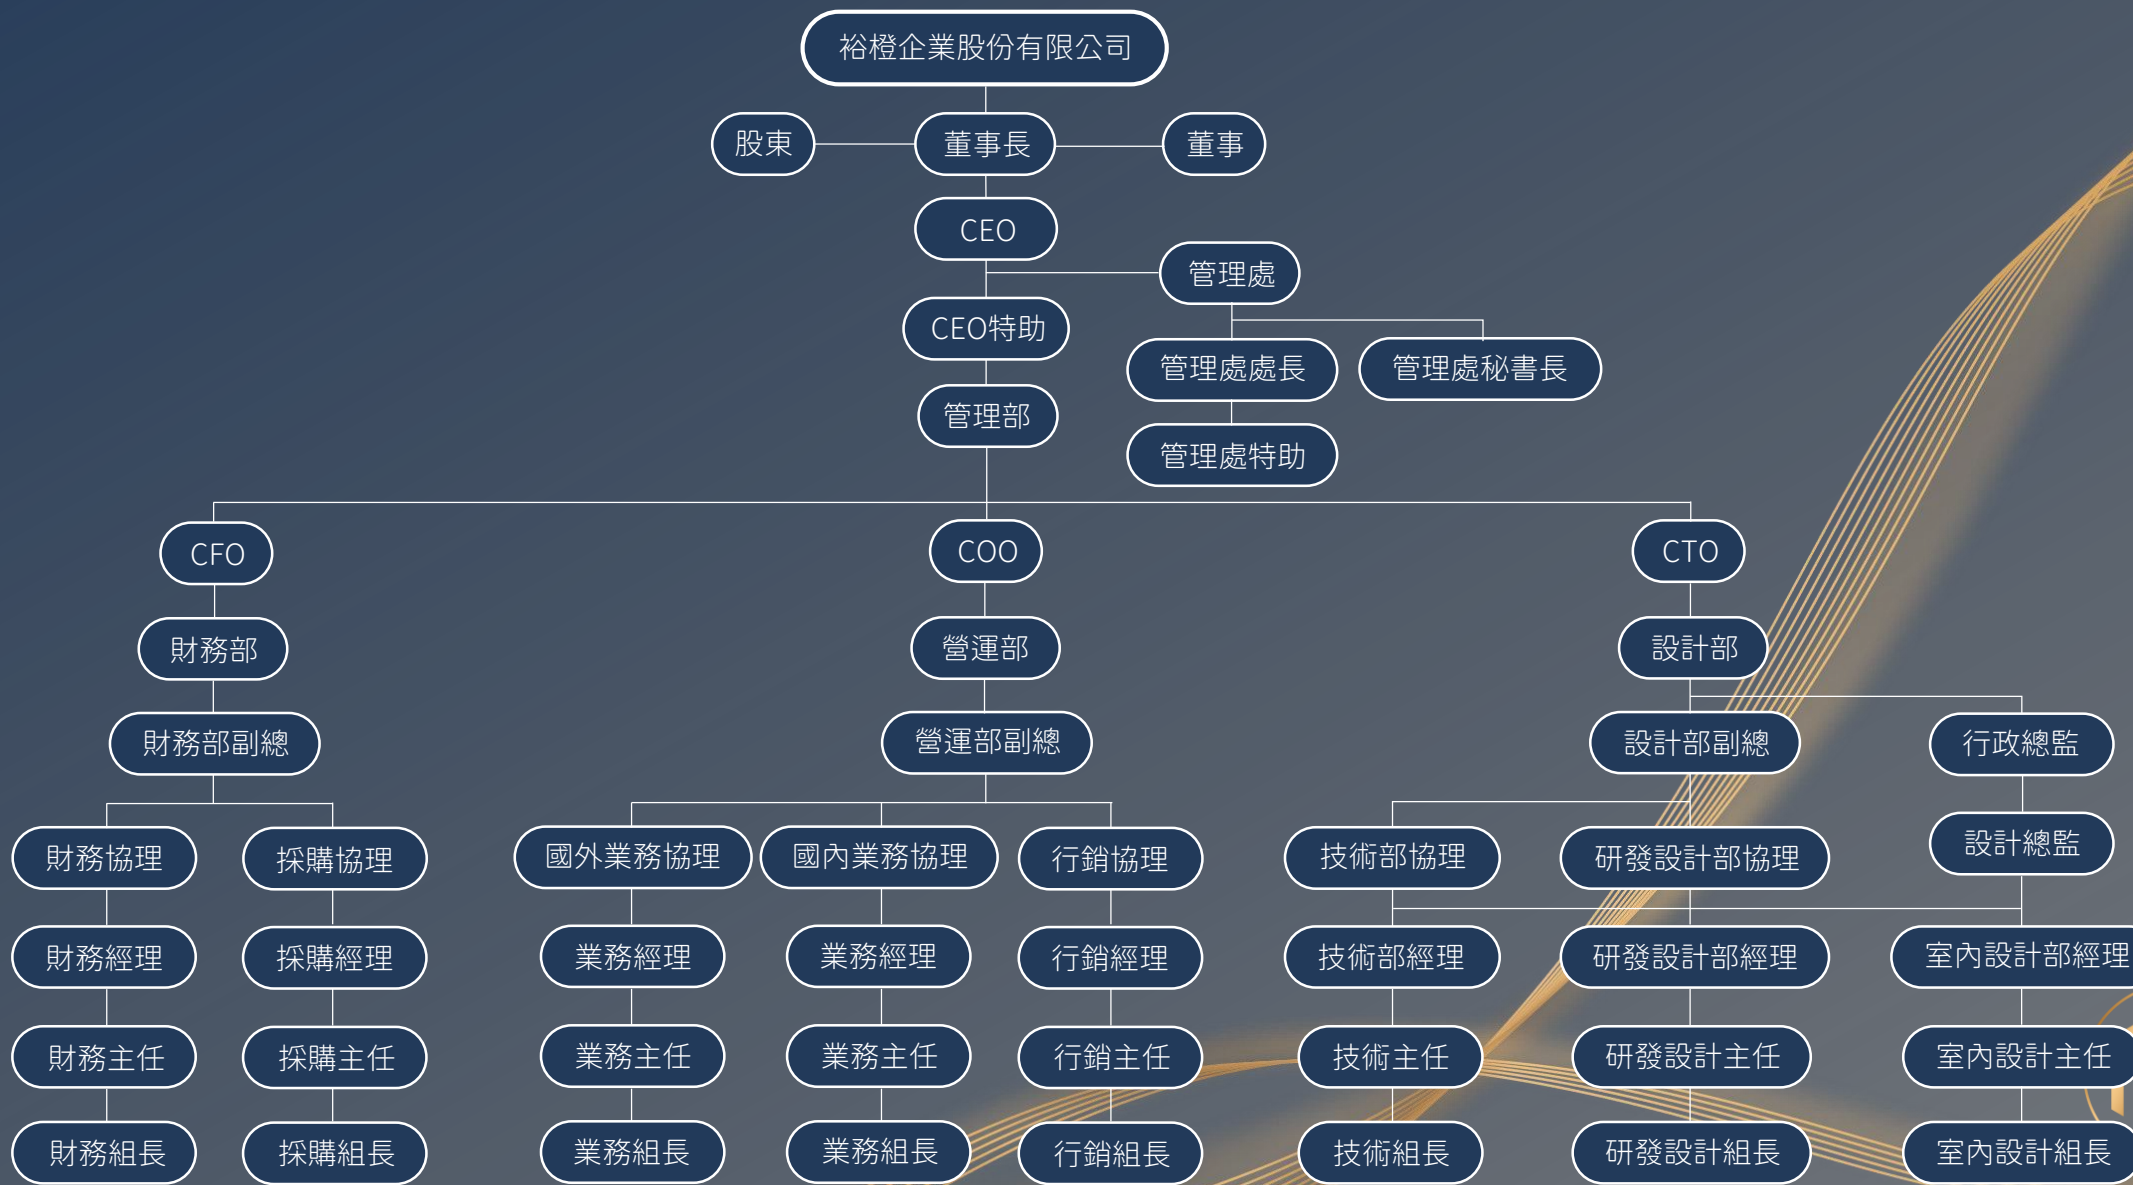 裕橙企業股份有限公司
股東
董事長
董事
CEO
管理處
CEO特助
管理處處長
管理處秘書長
管理部
管理處特助
CFO
COO
CTO
財務部
營運部
設計部
財務部副總
營運部副總
設計部副總
行政總監
財務協理
採購協理
國外業務協理
國內業務協理
行銷協理
技術部協理
研發設計部協理
設計總監
財務經理
採購經理
業務經理
業務經理
行銷經理
技術部經理
研發設計部經理
室內設計部經理
財務主任
採購主任
業務主任
業務主任
行銷主任
技術主任
研發設計主任
室內設計主任
財務組長
採購組長
業務組長
業務組長
行銷組長
技術組長
研發設計組長
室內設計組長